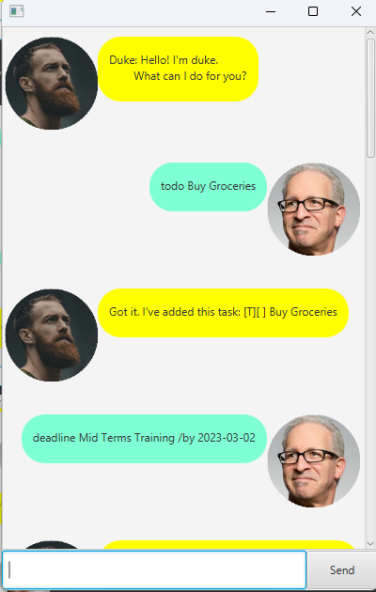 Duke: Hello! I'm duke.
What can I do for you?
todo Buy Groceries
Got it. I've added this task: [T][ ] Buy Groceries
deadline Mid Terms Training /by 2023-03-02
Send